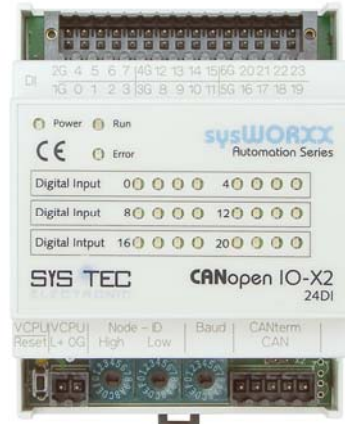 DI 2G 4 5 6 7 4G 12 13 14 15 6G 20 21 22 23
1G 0 1 2 3 3G 8 9 10 11 5G 16 17 18 19
Power Run
sysWORXX
CE Error Automation Series
Digital Input 0 4
Digital Input 8 12
Digital Intput 16 20
SYS TEC CANopen IO-X2
ELECTRONIC 24DI
VCPU VCPU Node - ID Baud CANterm
Reset L+ 0G High Low CAN